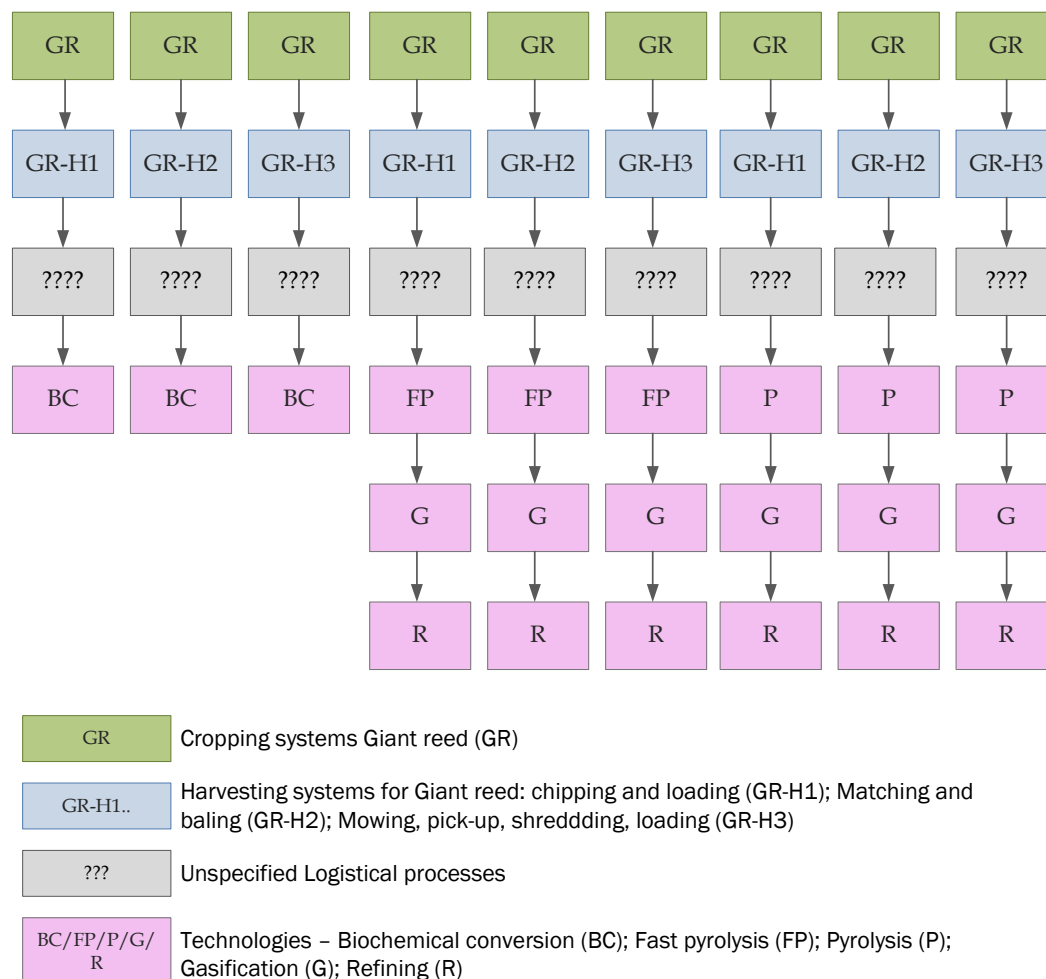 GR GR GR GR GR GR GR GR GR
GR-H1 GR-H2 GR-H3 GR-H1 GR-H2 GR-H3 GR-H1 GR-H2 GR-H3
???? ???? ???? ???? ???? ???? ???? ???? ????
BC BC BC FP FP FP P P P
G G G G G G
R R R R R R
GR Cropping systems Giant reed (GR)
GR-H1.. Harvesting systems for Giant reed: chipping and loading (GR-H1); Matching and
baling (GR-H2); Mowing, pick-up, shreddding, loading (GR-H3)
??? Unspecified Logistical processes
BC/FP/P/G/
R
Technologies – Biochemical conversion (BC); Fast pyrolysis (FP); Pyrolysis (P);
Gasification (G); Refining (R)